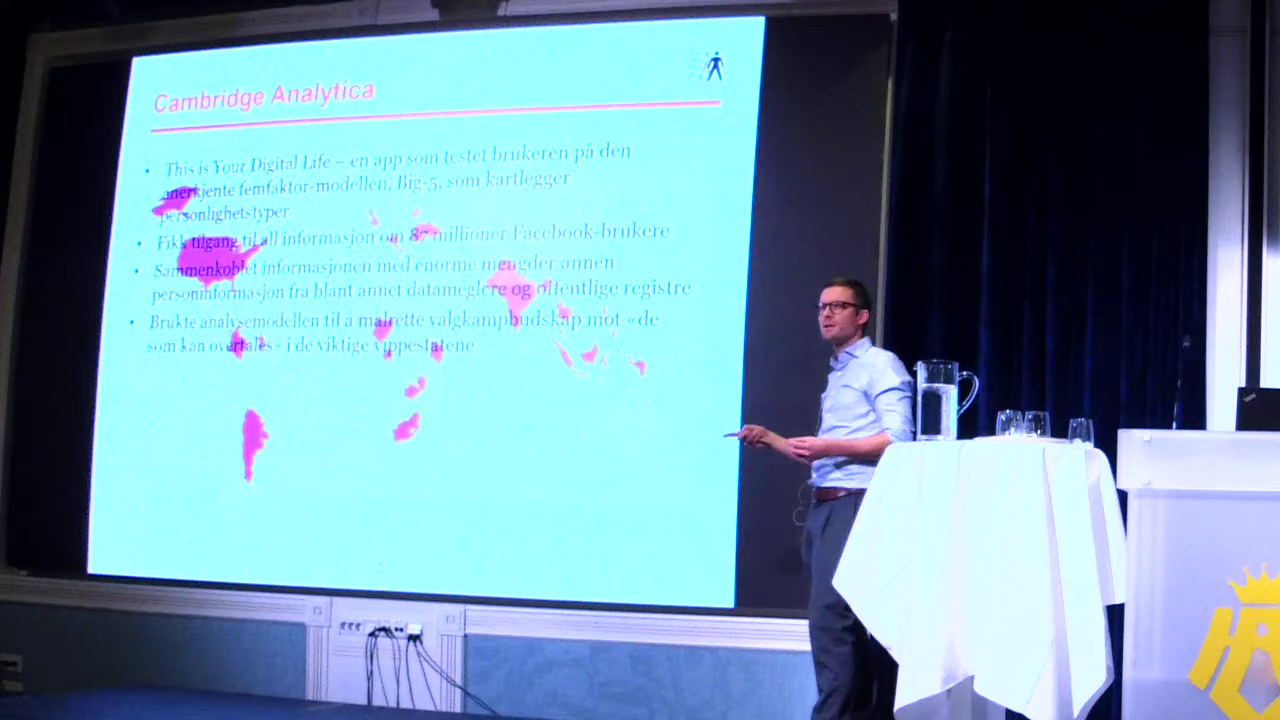 Cambridge Analytica
• This is Your Digital Life – en app som testet brukeren på den
anerkjente femfaktor-modellen, Big-5, som kartlegger
personlighetstyper
• Fikk tilgang til all informasjon om 87 millioner Facebook-brukere
• Sammenkoblet informasjonen med enorme mengder annen
personinformasjon fra blant annet datameglere og offentlige registre
• Brukte analysemodellen til å målrette valgkampbudskap mot «de
som kan overtales» i de viktige vippestatene